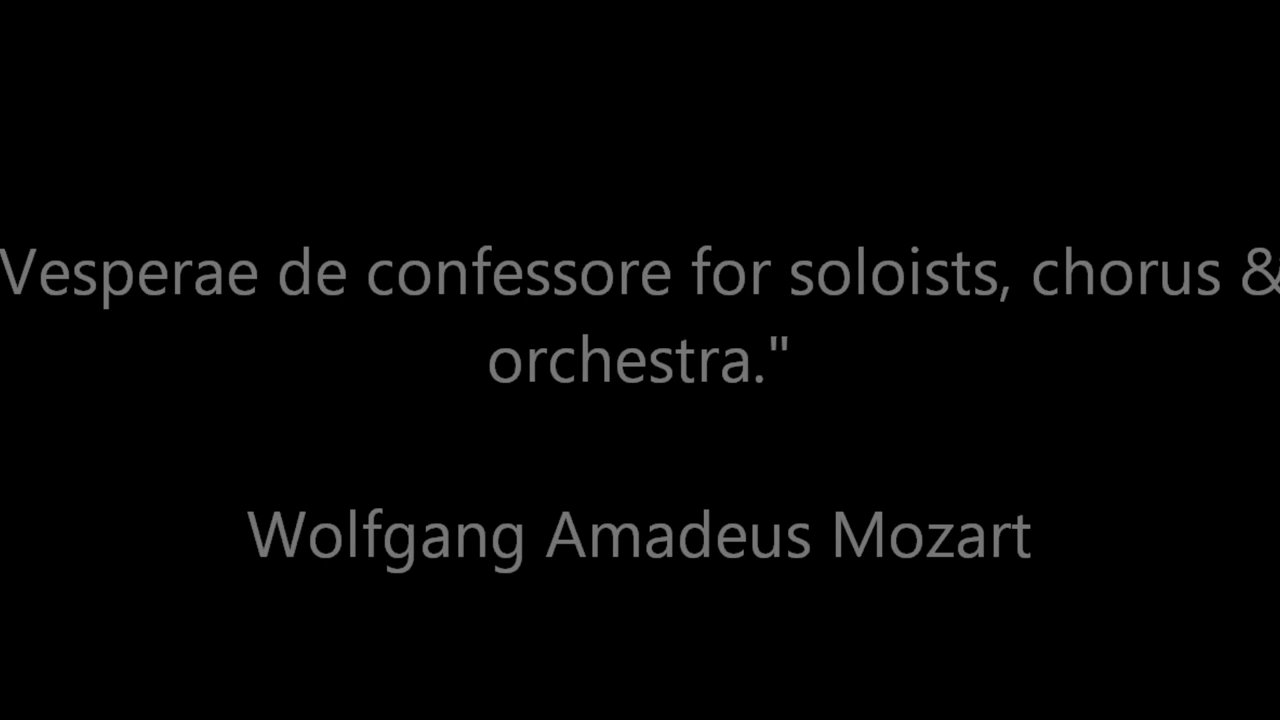 Vesperae de confessore for soloists, chorus &
orchestra."

Wolfgang Amadeus Mozart